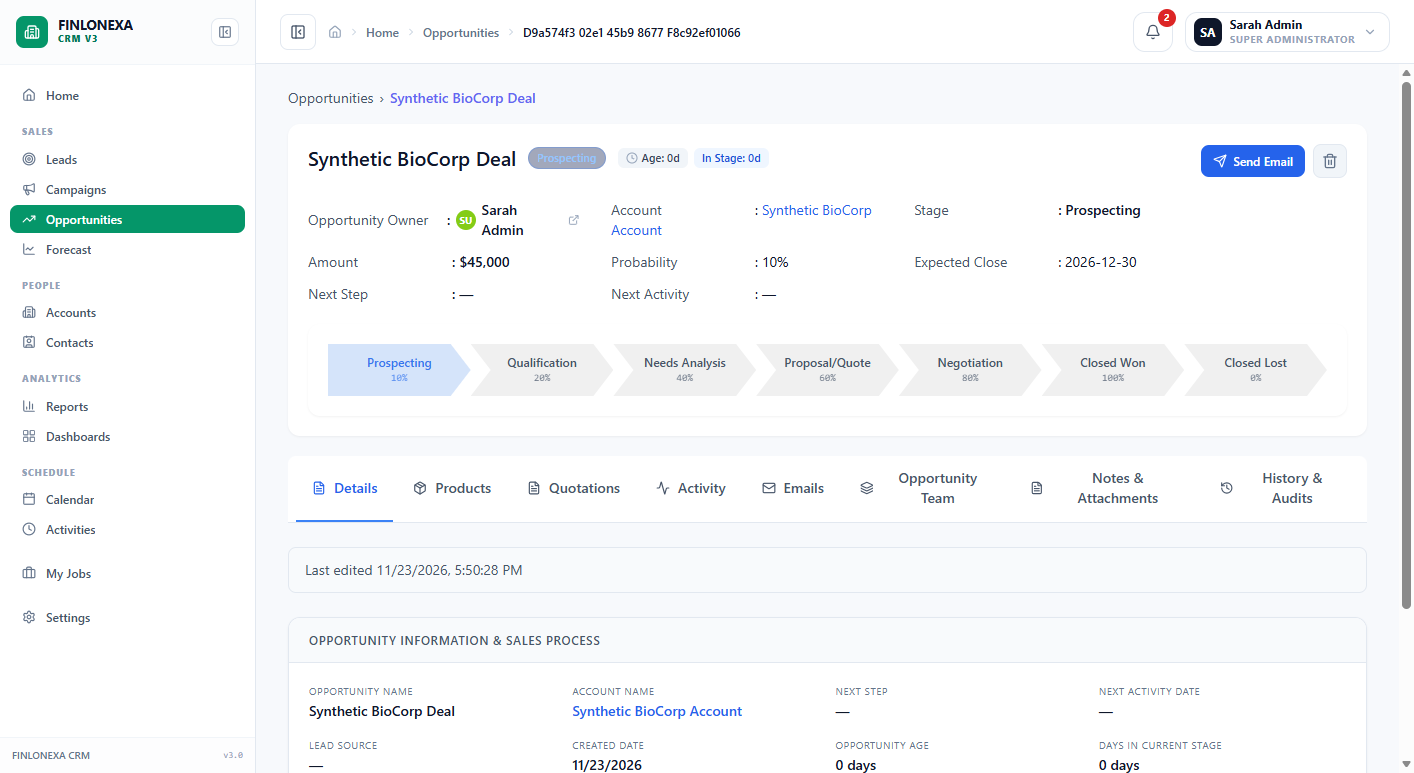 FINLONEXA
CRM V3
Home
SALES
Leads
Campaigns
Opportunities
Forecast
PEOPLE
Accounts
Contacts
ANALYTICS
Reports
Dashboards
SCHEDULE
Calendar
Activities
My Jobs
Settings
FINLONEXA CRM v3.0
Home Opportunities D9a574f3 02e1 45b9 8677 F8c92ef01066
2
SA
Sarah Admin
SUPER ADMINISTRATOR
Opportunities › Synthetic BioCorp Deal
Synthetic BioCorp Deal Prospecting Age: 0d In Stage: 0d
Send Email
Opportunity Owner : SU Sarah Admin
Account : Synthetic BioCorp Account
Stage : Prospecting
Amount : $45,000
Probability : 10%
Expected Close : 2026-12-30
Next Step : —
Next Activity : —
Prospecting
10%
Qualification
20%
Needs Analysis
40%
Proposal/Quote
60%
Negotiation
80%
Closed Won
100%
Closed Lost
0%
Details
Products
Quotations
Activity
Emails
Opportunity Team
Notes & Attachments
History & Audits
Last edited 11/23/2026, 5:50:28 PM
OPPORTUNITY INFORMATION & SALES PROCESS
OPPORTUNITY NAME
Synthetic BioCorp Deal
ACCOUNT NAME
Synthetic BioCorp Account
NEXT STEP
—
NEXT ACTIVITY DATE
—
LEAD SOURCE
—
CREATED DATE
11/23/2026
OPPORTUNITY AGE
0 days
DAYS IN CURRENT STAGE
0 days